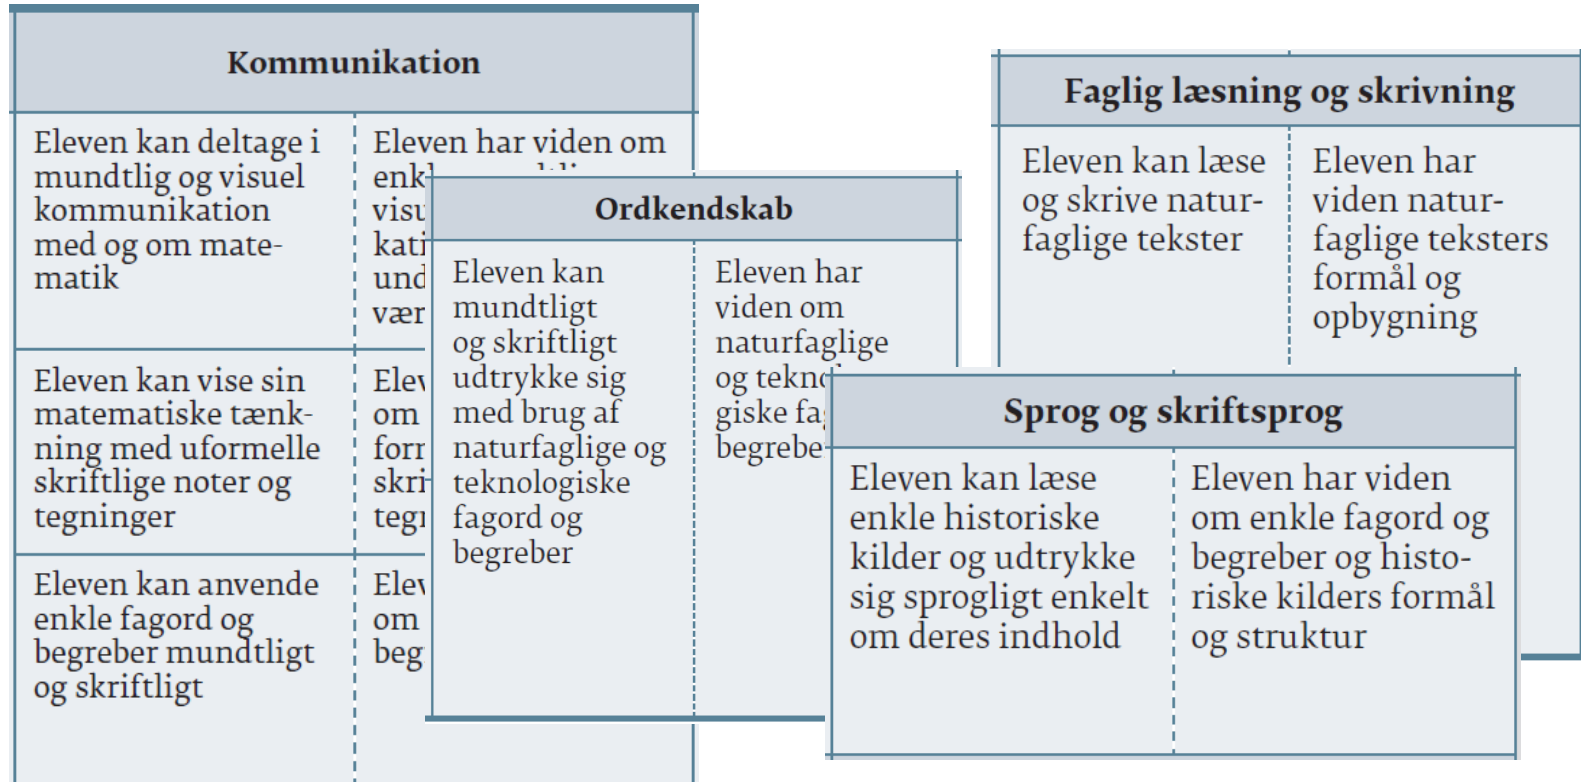 Kommunikation
Eleven kan deltage i
mundtlig og visuel
kommunikation
med og om mate-
matik
Eleven har viden om
Eleven kan vise sin
matematiske tænk-
ning med uformelle
skriftlige noter og
tegninger
om
Eleven kan anvende
enkle fagord og
begreber mundtligt
og skriftligt
om
Ordkendskab
Eleven kan
mundtligt
og skriftligt
udtrykke sig
med brug af
naturfaglige og
teknologiske
fagord og
begreber
Eleven har
viden om
naturfaglige
og
giske
Faglig læsning og skrivning
Eleven kan læse
og skrive natur-
faglige tekster
Eleven har
viden natur-
faglige teksters
formål og
opbygning
Sprog og skriftsprog
Eleven kan læse
enkle historiske
kilder og udtrykke
sig sprogligt enkelt
om deres indhold
Eleven har viden
om enkle fagord og
begreber og histo-
riske kilders formål
og struktur